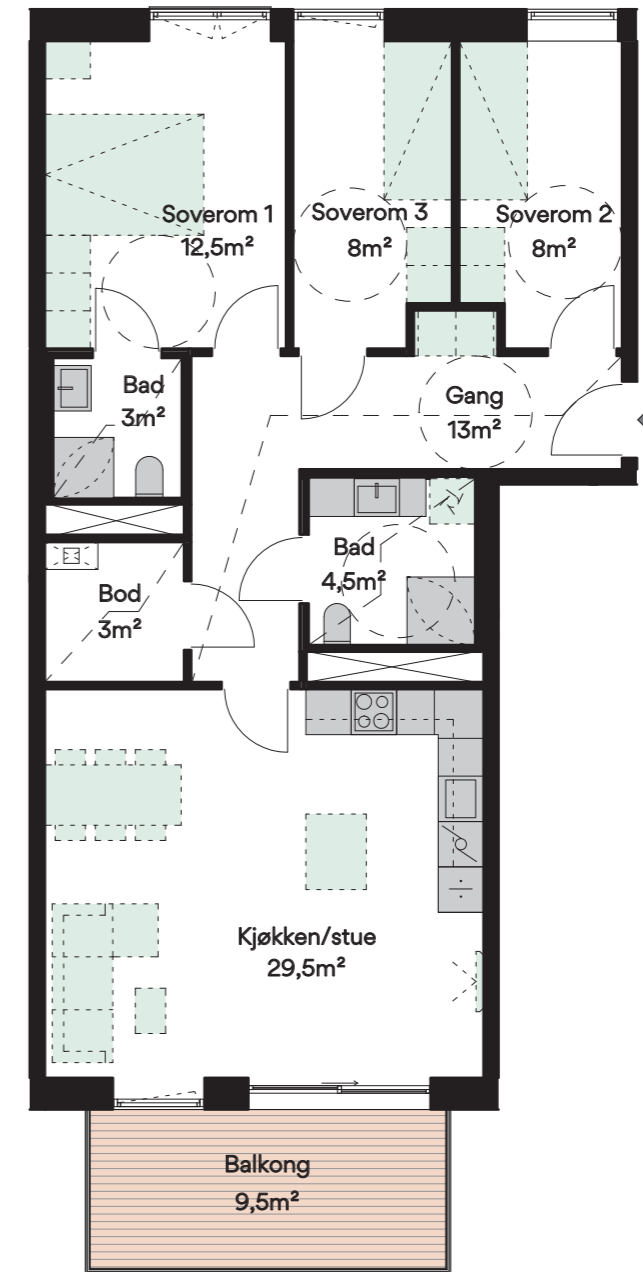 Soverom 1
12,5m²
Soverom 3
8m²
Soverom 2
8m²
Bad
3m²
Gang
13m²
Bad
4,5m²
Bod
3m²
Kjøkken/stue
29,5m²
Balkong
9,5m²